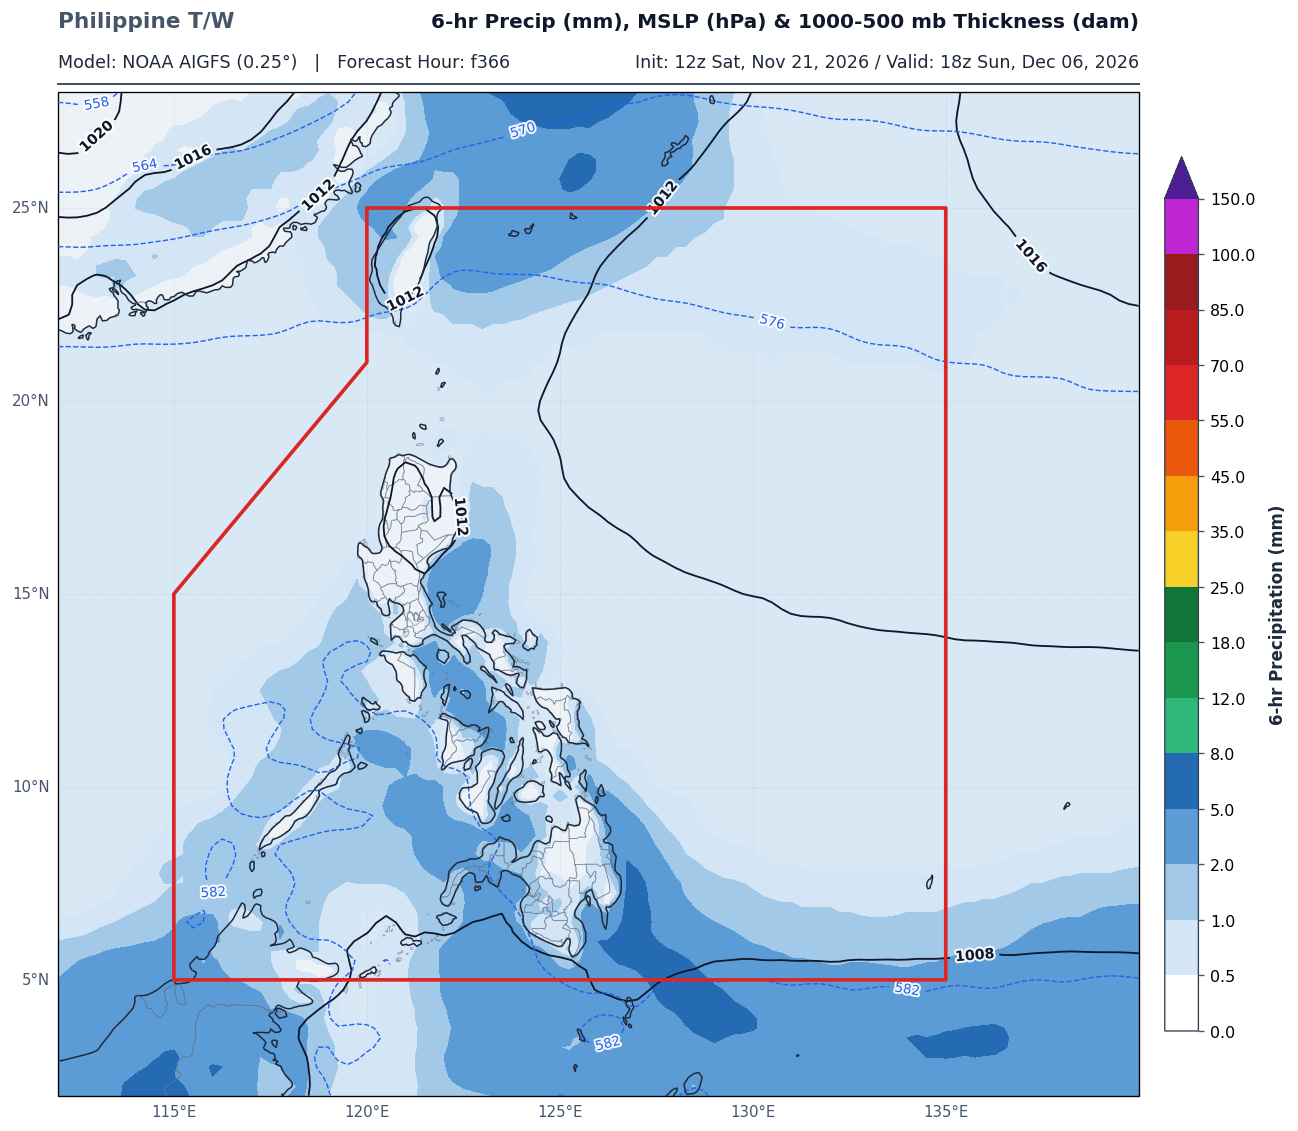 Philippine T/W
6-hr Precip (mm), MSLP (hPa) & 1000-500 mb Thickness (dam)
Model: NOAA AIGFS (0.25°) | Forecast Hour: f366
Init: 12z Sat, Nov 21, 2026 / Valid: 18z Sun, Dec 06, 2026
558
1020
564
1016
570
1012
1012
1016
1012
576
1012
582
1008
582
582
25°N
20°N
15°N
10°N
5°N
115°E
120°E
125°E
130°E
135°E
150.0
100.0
85.0
70.0
55.0
45.0
35.0
25.0
18.0
12.0
8.0
5.0
2.0
1.0
0.5
0.0
6-hr Precipitation (mm)